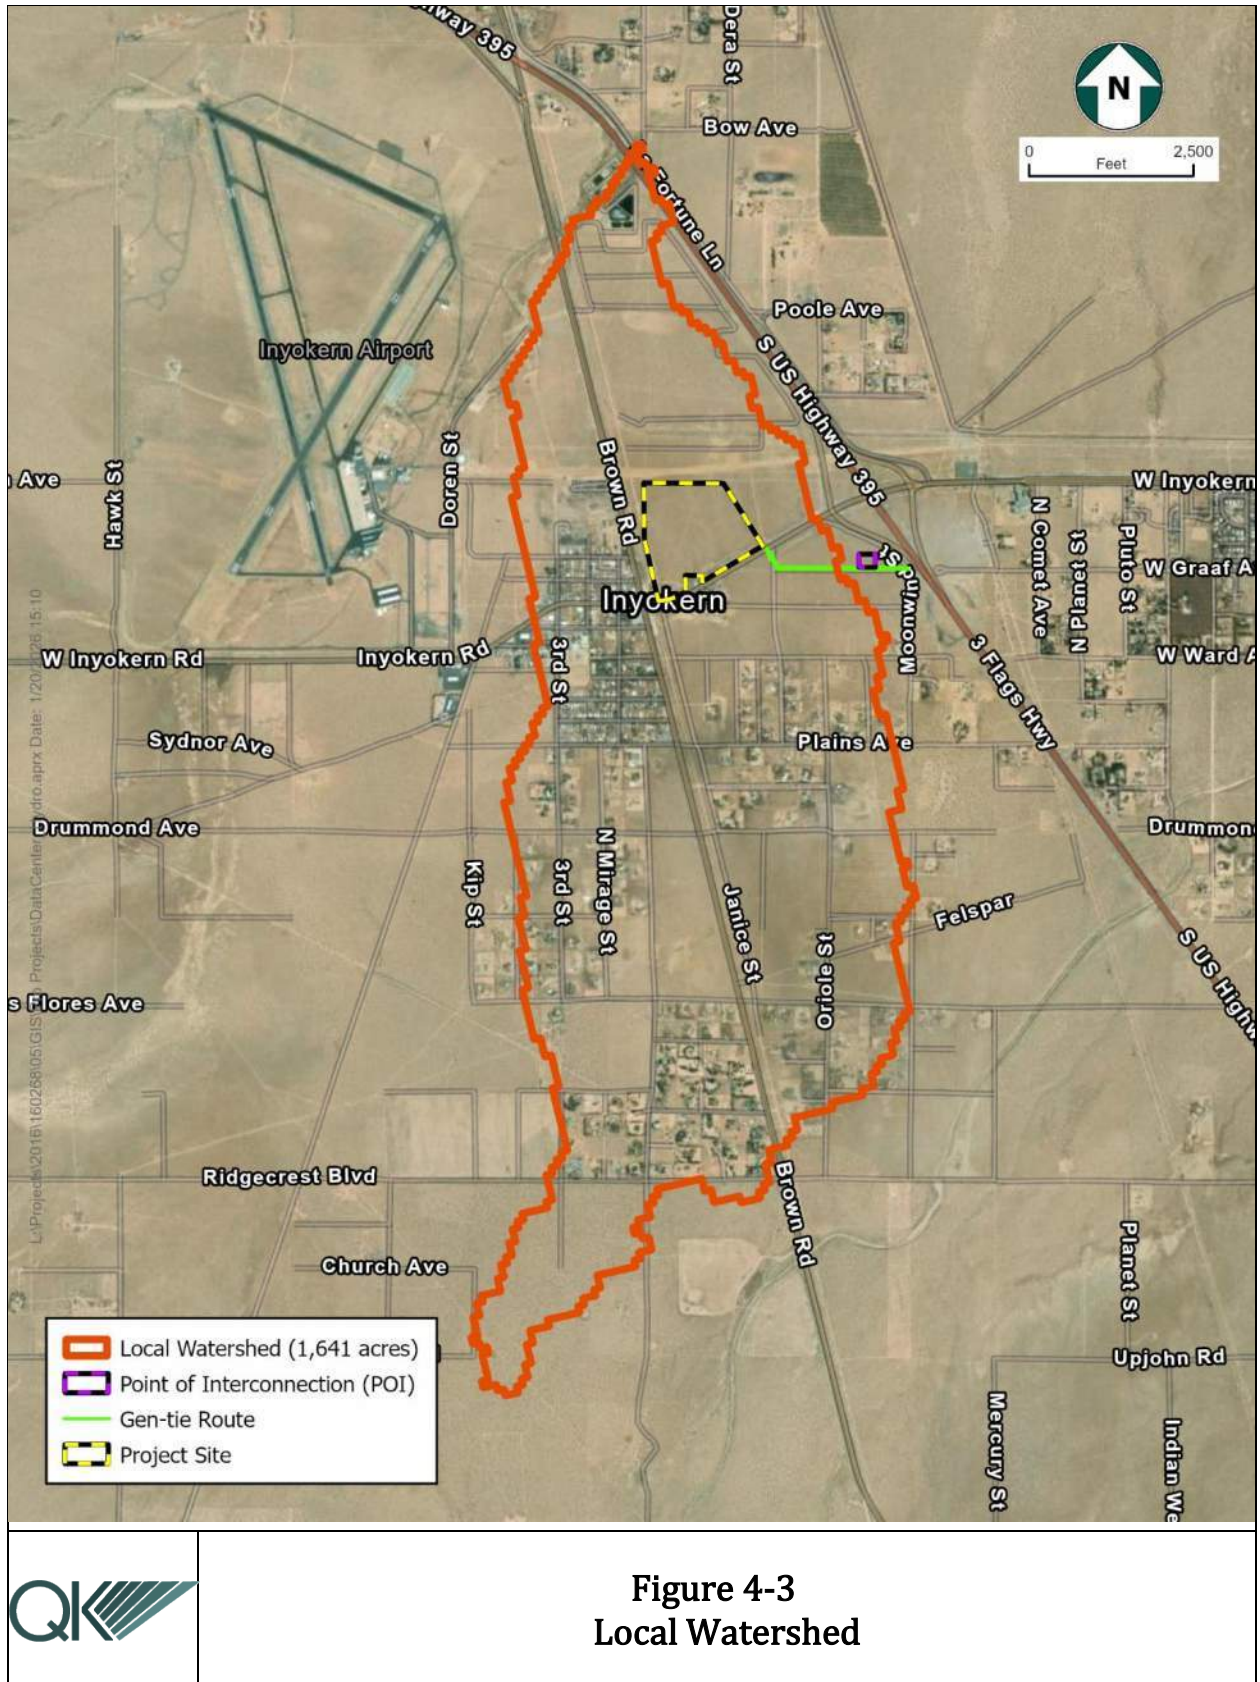 hway 395
Dera St
N
Bow Ave
0
2,500
Feet
Fortune Ln
Poole Ave
Inyokern Airport
S US Highway 395
Brown Rd
Doren St
Ave
Hawk St
W Inyokern
N Comet Ave
N Planet St
Pluto St
W Graaf A
Moonwind St
Inyokern
W Inyokern Rd
Inyokern Rd
3rd St
W Ward A
3 Flags Hwy
Sydnor Ave
Plains Ave
Drummond Ave
Drummon
Kip St
3rd St
N Mirage St
Janice St
Felspar
Oriole St
S US Highw
s Flores Ave
Ridgecrest Blvd
Brown Rd
Church Ave
Planet St
Upjohn Rd
Mercury St
Indian We
Local Watershed (1,641 acres)
Point of Interconnection (POI)
Gen-tie Route
Project Site
QK
Figure 4-3
Local Watershed